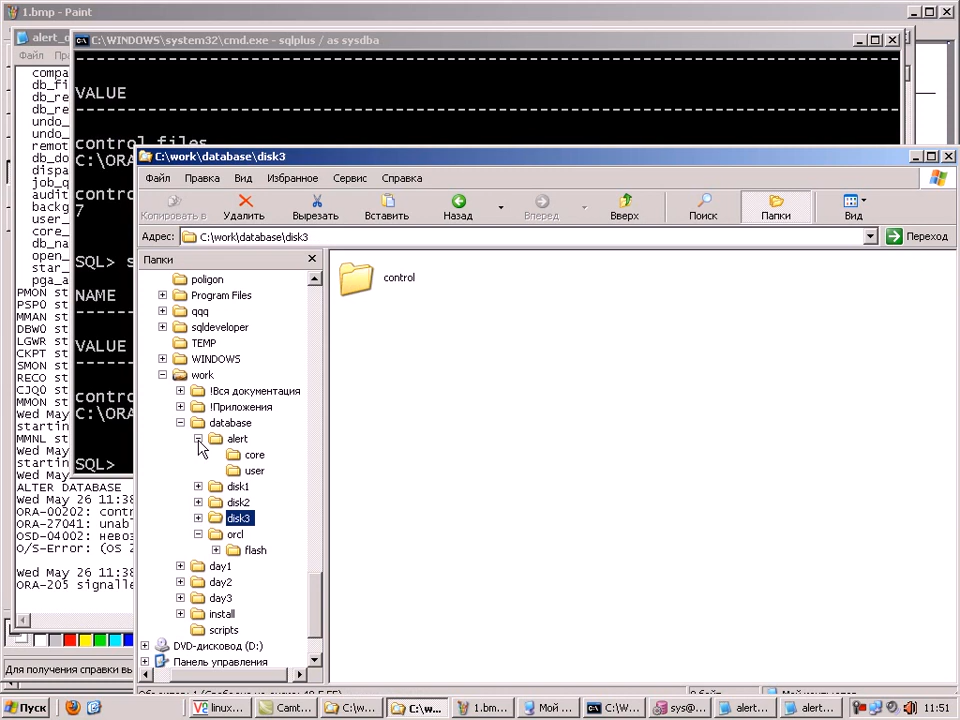 1.bmp - Paint
alert_o
C:\WINDOWS\system32\cmd.exe - sqlplus / as sysdba
Файл
compa
db_fi
db_re
db_re
undo_
undo_
remot
db_do
dispa
job_q
audit
backg
user_
core_
db_na
open_
star_
pga_a
PMON st
PSP0 st
MMAN st
DBW0 st
LGWR st
CKPT st
SMON st
RECO st
CJQ0 st
MMON st
Wed May
startin
MMNL st
Wed May
startin
ALTER DATABASE
Wed May 26 11:38
ORA-00202: contr
ORA-27041: unabl
OSD-04002: невоз
O/S-Error: (OS 2
Wed May 26 11:38
ORA-205 signalle
VALUE
control_files
C:\ORA
contro
7
SQL> s
NAME
VALUE
contro
C:\ORA
SQL>
C:\work\database\disk3
Файл Правка Вид Избранное Сервис Справка
Копировать в Удалить Вырезать Вставить Назад Вперед Вверх Поиск Папки Вид
Адрес: C:\work\database\disk3 Переход
Папки
poligon
Program Files
qqq
sqldeveloper
TEMP
WINDOWS
work
!Вся документация
!Приложения
database
alert
core
user
disk1
disk2
disk3
orcl
flash
day1
day2
day3
install
scripts
DVD-дисковод (D:)
Панель управления
control
Для получения справки вы
Пуск linux... Camt... C:\w... C:\w... 1.bm... Мой ... C:\W... sys@... alert... alert... 11:51